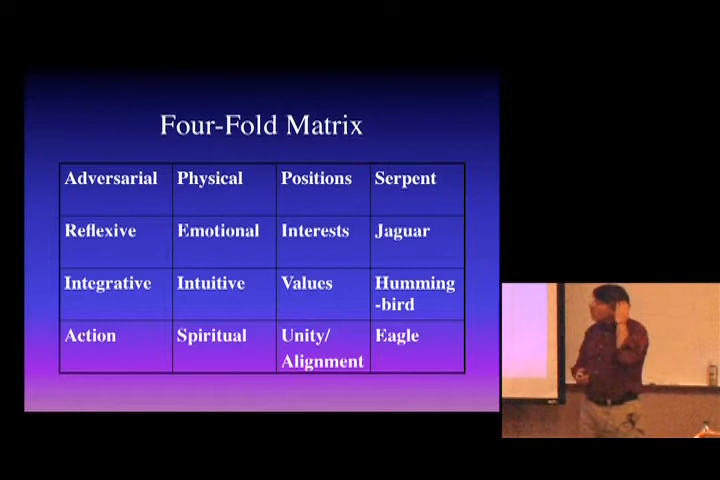 Four-Fold Matrix
Adversarial Physical Positions Serpent
Reflexive Emotional Interests Jaguar
Integrative Intuitive Values Humming
-bird
Action Spiritual Unity/ Eagle
Alignment